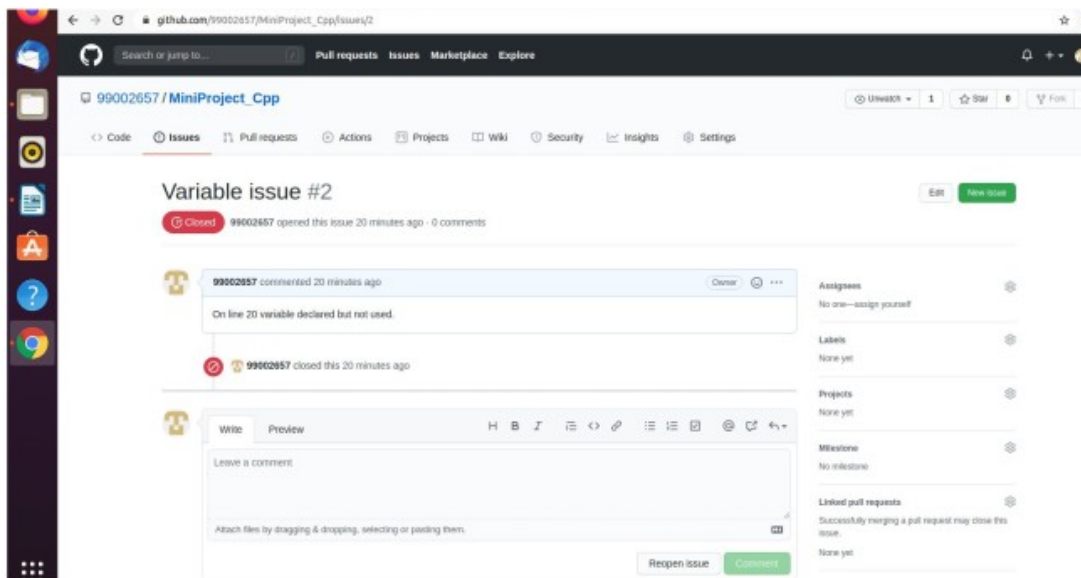 github.com/99002657/MiniProject_Cpp/issues/2
Search or jump to... / Pull requests Issues Marketplace Explore
99002657 / MiniProject_Cpp Unwatch 1 Star 0 Fork
Code Issues Pull requests Actions Projects Wiki Security Insights Settings
Variable issue #2 Edit New issue
Closed 99002657 opened this issue 20 minutes ago · 0 comments
99002657 commented 20 minutes ago Owner
On line 20 variable declared but not used.
99002657 closed this 20 minutes ago
Write Preview H B I
Leave a comment
Attach files by dragging & dropping, selecting or pasting them.
Reopen issue Comment
Assignees
No one—assign yourself
Labels
None yet
Projects
None yet
Milestone
No milestone
Linked pull requests
Successfully merging a pull request may close this
issue.
None yet